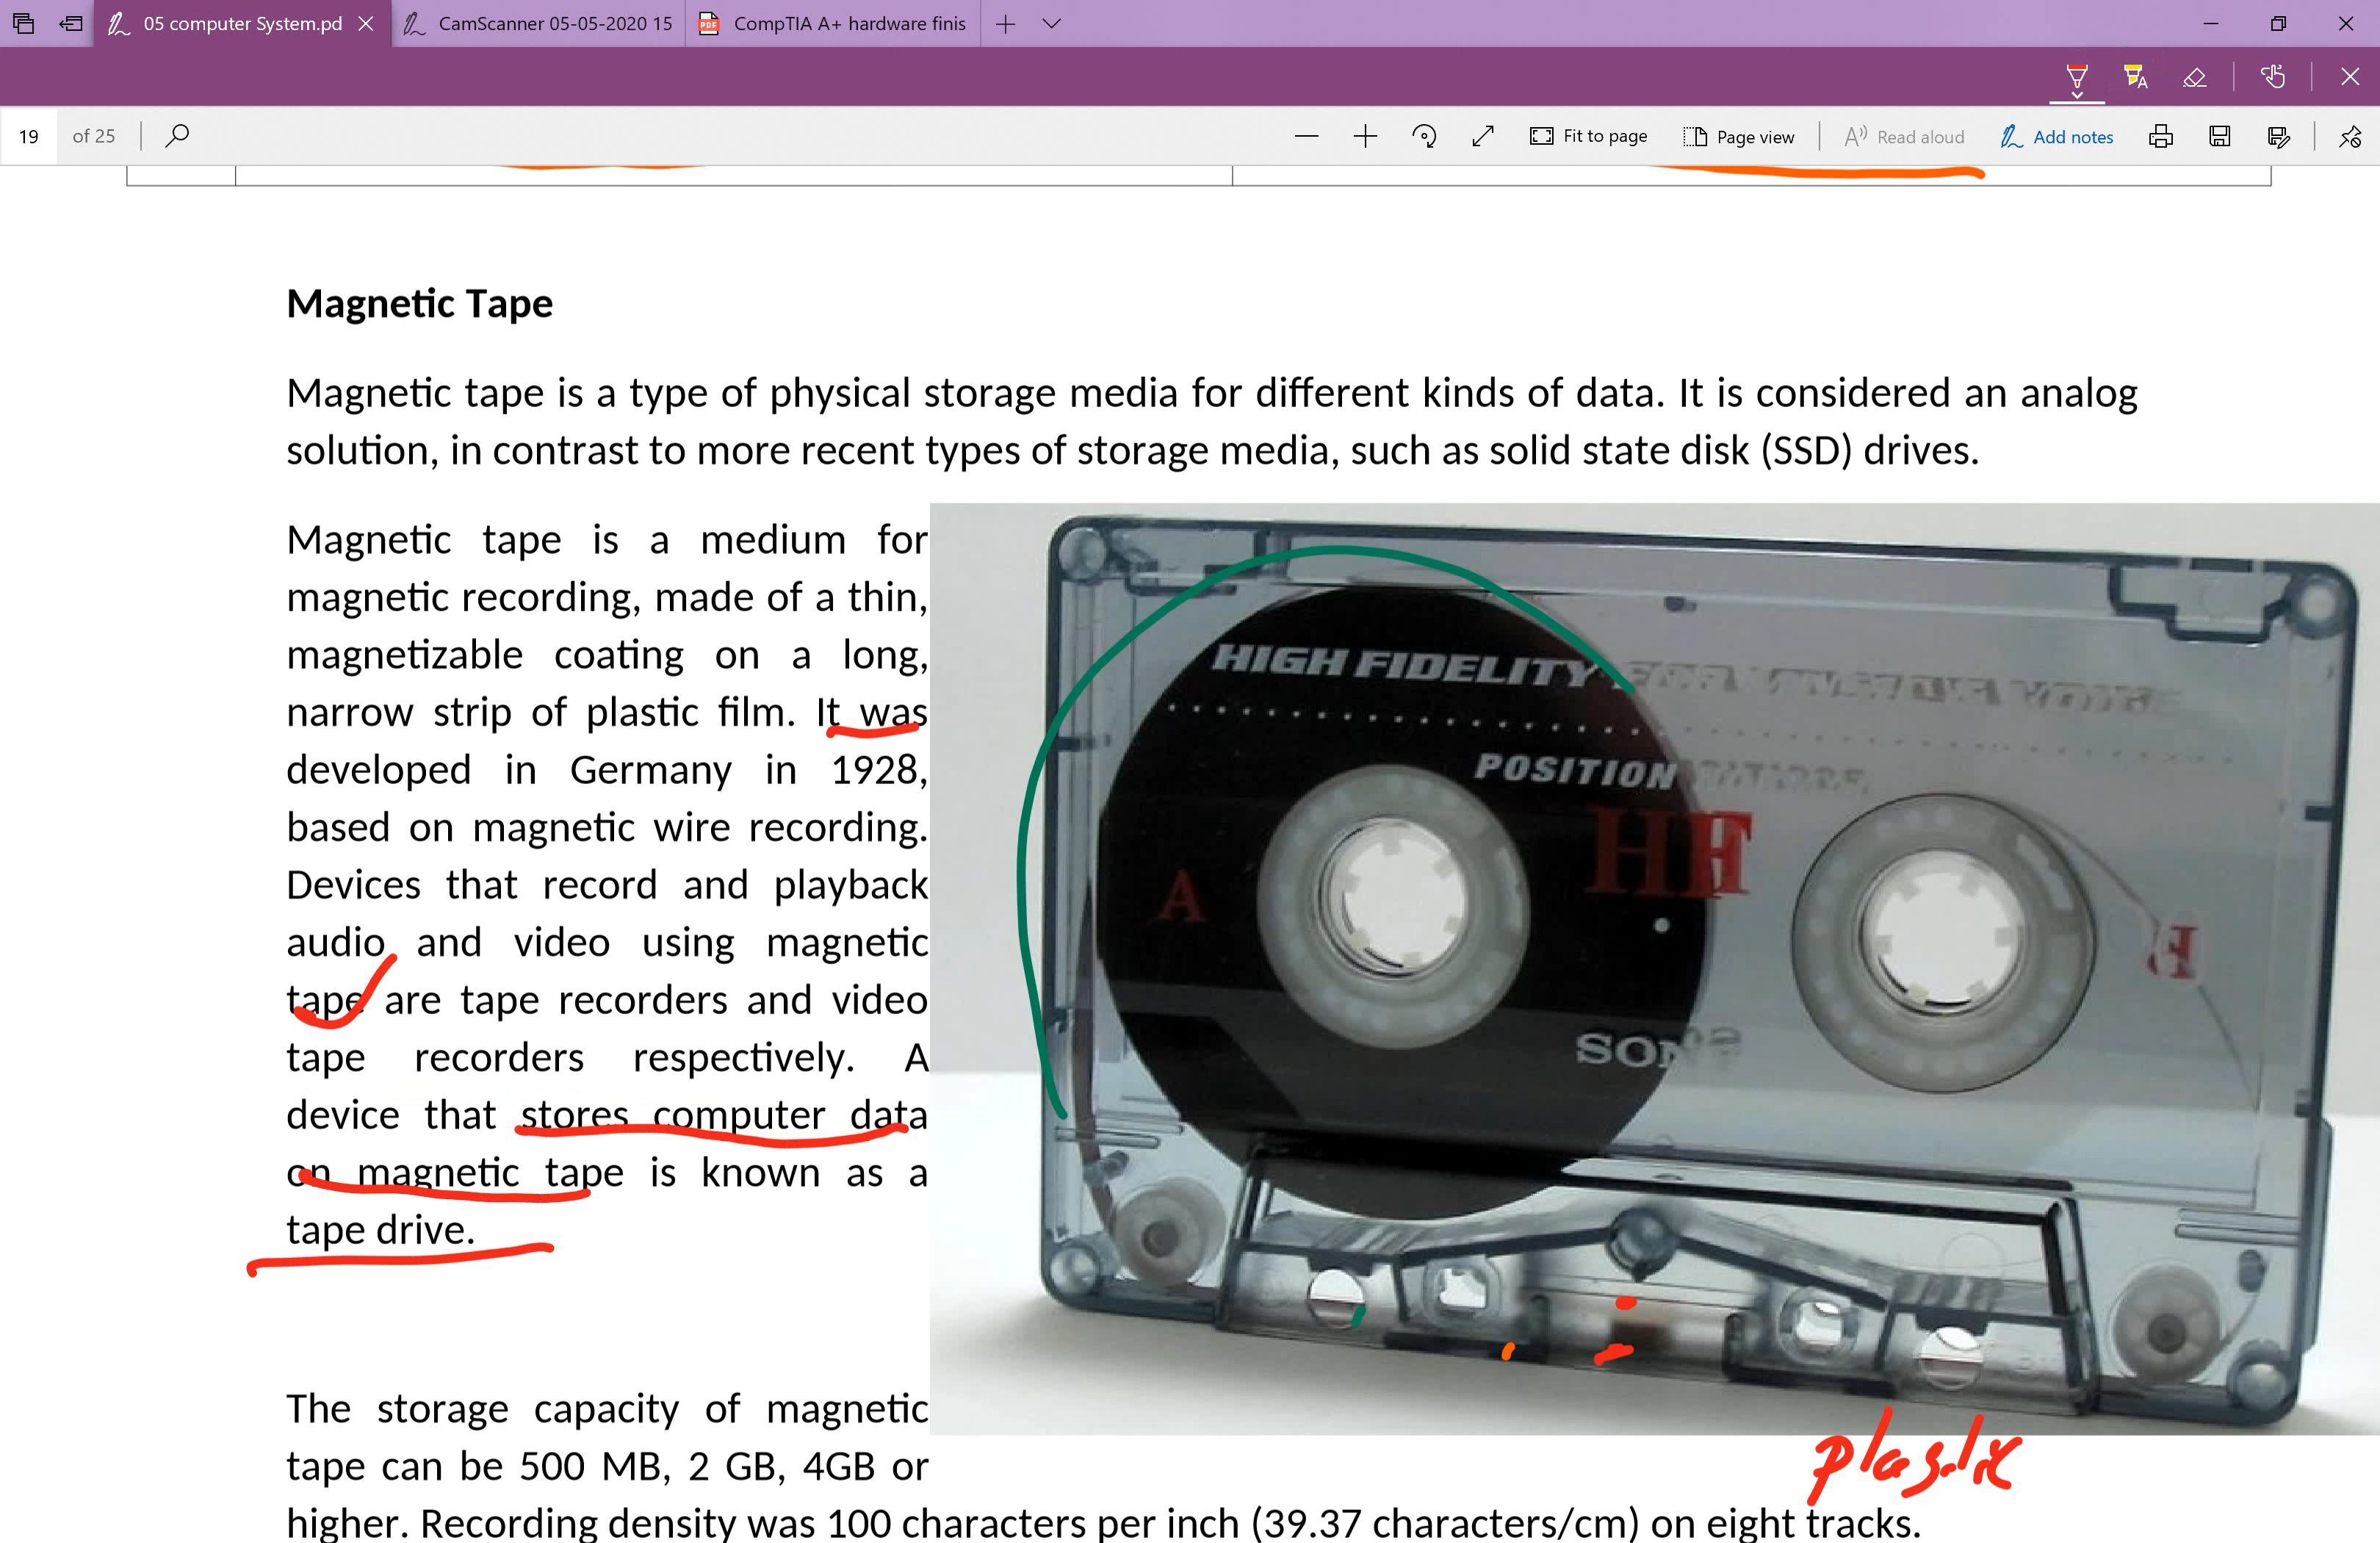 05 computer System.pd
CamScanner 05-05-2020 15
CompTIA A+ hardware finis
19 of 25
Fit to page
Page view
Read aloud
Add notes
Magnetic Tape
Magnetic tape is a type of physical storage media for different kinds of data. It is considered an analog
solution, in contrast to more recent types of storage media, such as solid state disk (SSD) drives.
Magnetic tape is a medium for
magnetic recording, made of a thin,
magnetizable coating on a long,
narrow strip of plastic film. It was
developed in Germany in 1928,
based on magnetic wire recording.
Devices that record and playback
audio and video using magnetic
tape are tape recorders and video
tape recorders respectively. A
device that stores computer data
on magnetic tape is known as a
tape drive.
HIGH FIDELITY
POSITION
A
HF
SONY
plastic
The storage capacity of magnetic
tape can be 500 MB, 2 GB, 4GB or
higher. Recording density was 100 characters per inch (39.37 characters/cm) on eight tracks.